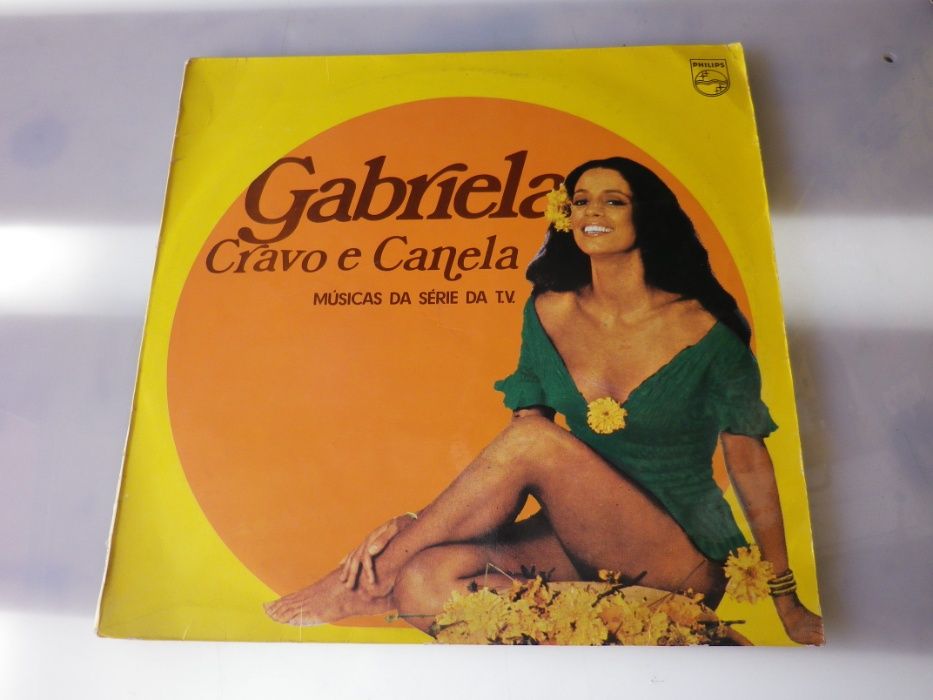 PHILIPS
Gabriela
Cravo e Canela
MÚSICAS DA SÉRIE DA T.V.